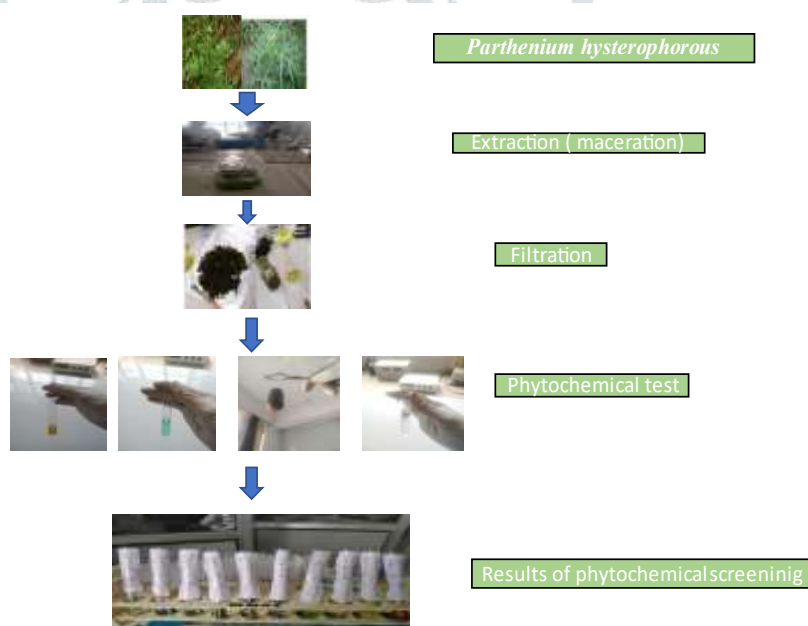 Parthenium hysterophorous
Extraction ( maceration)
Filtration
Phytochemical test
Results of phytochemicalscreeninig